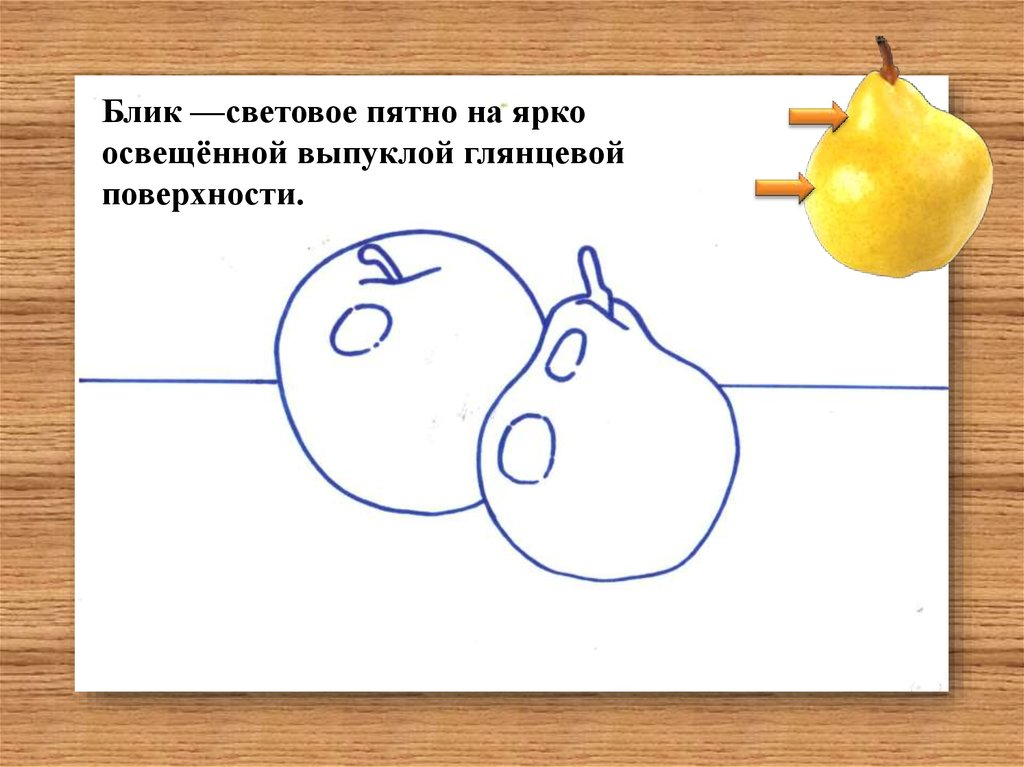 Блик —световое пятно на ярко
освещённой выпуклой глянцевой
поверхности.